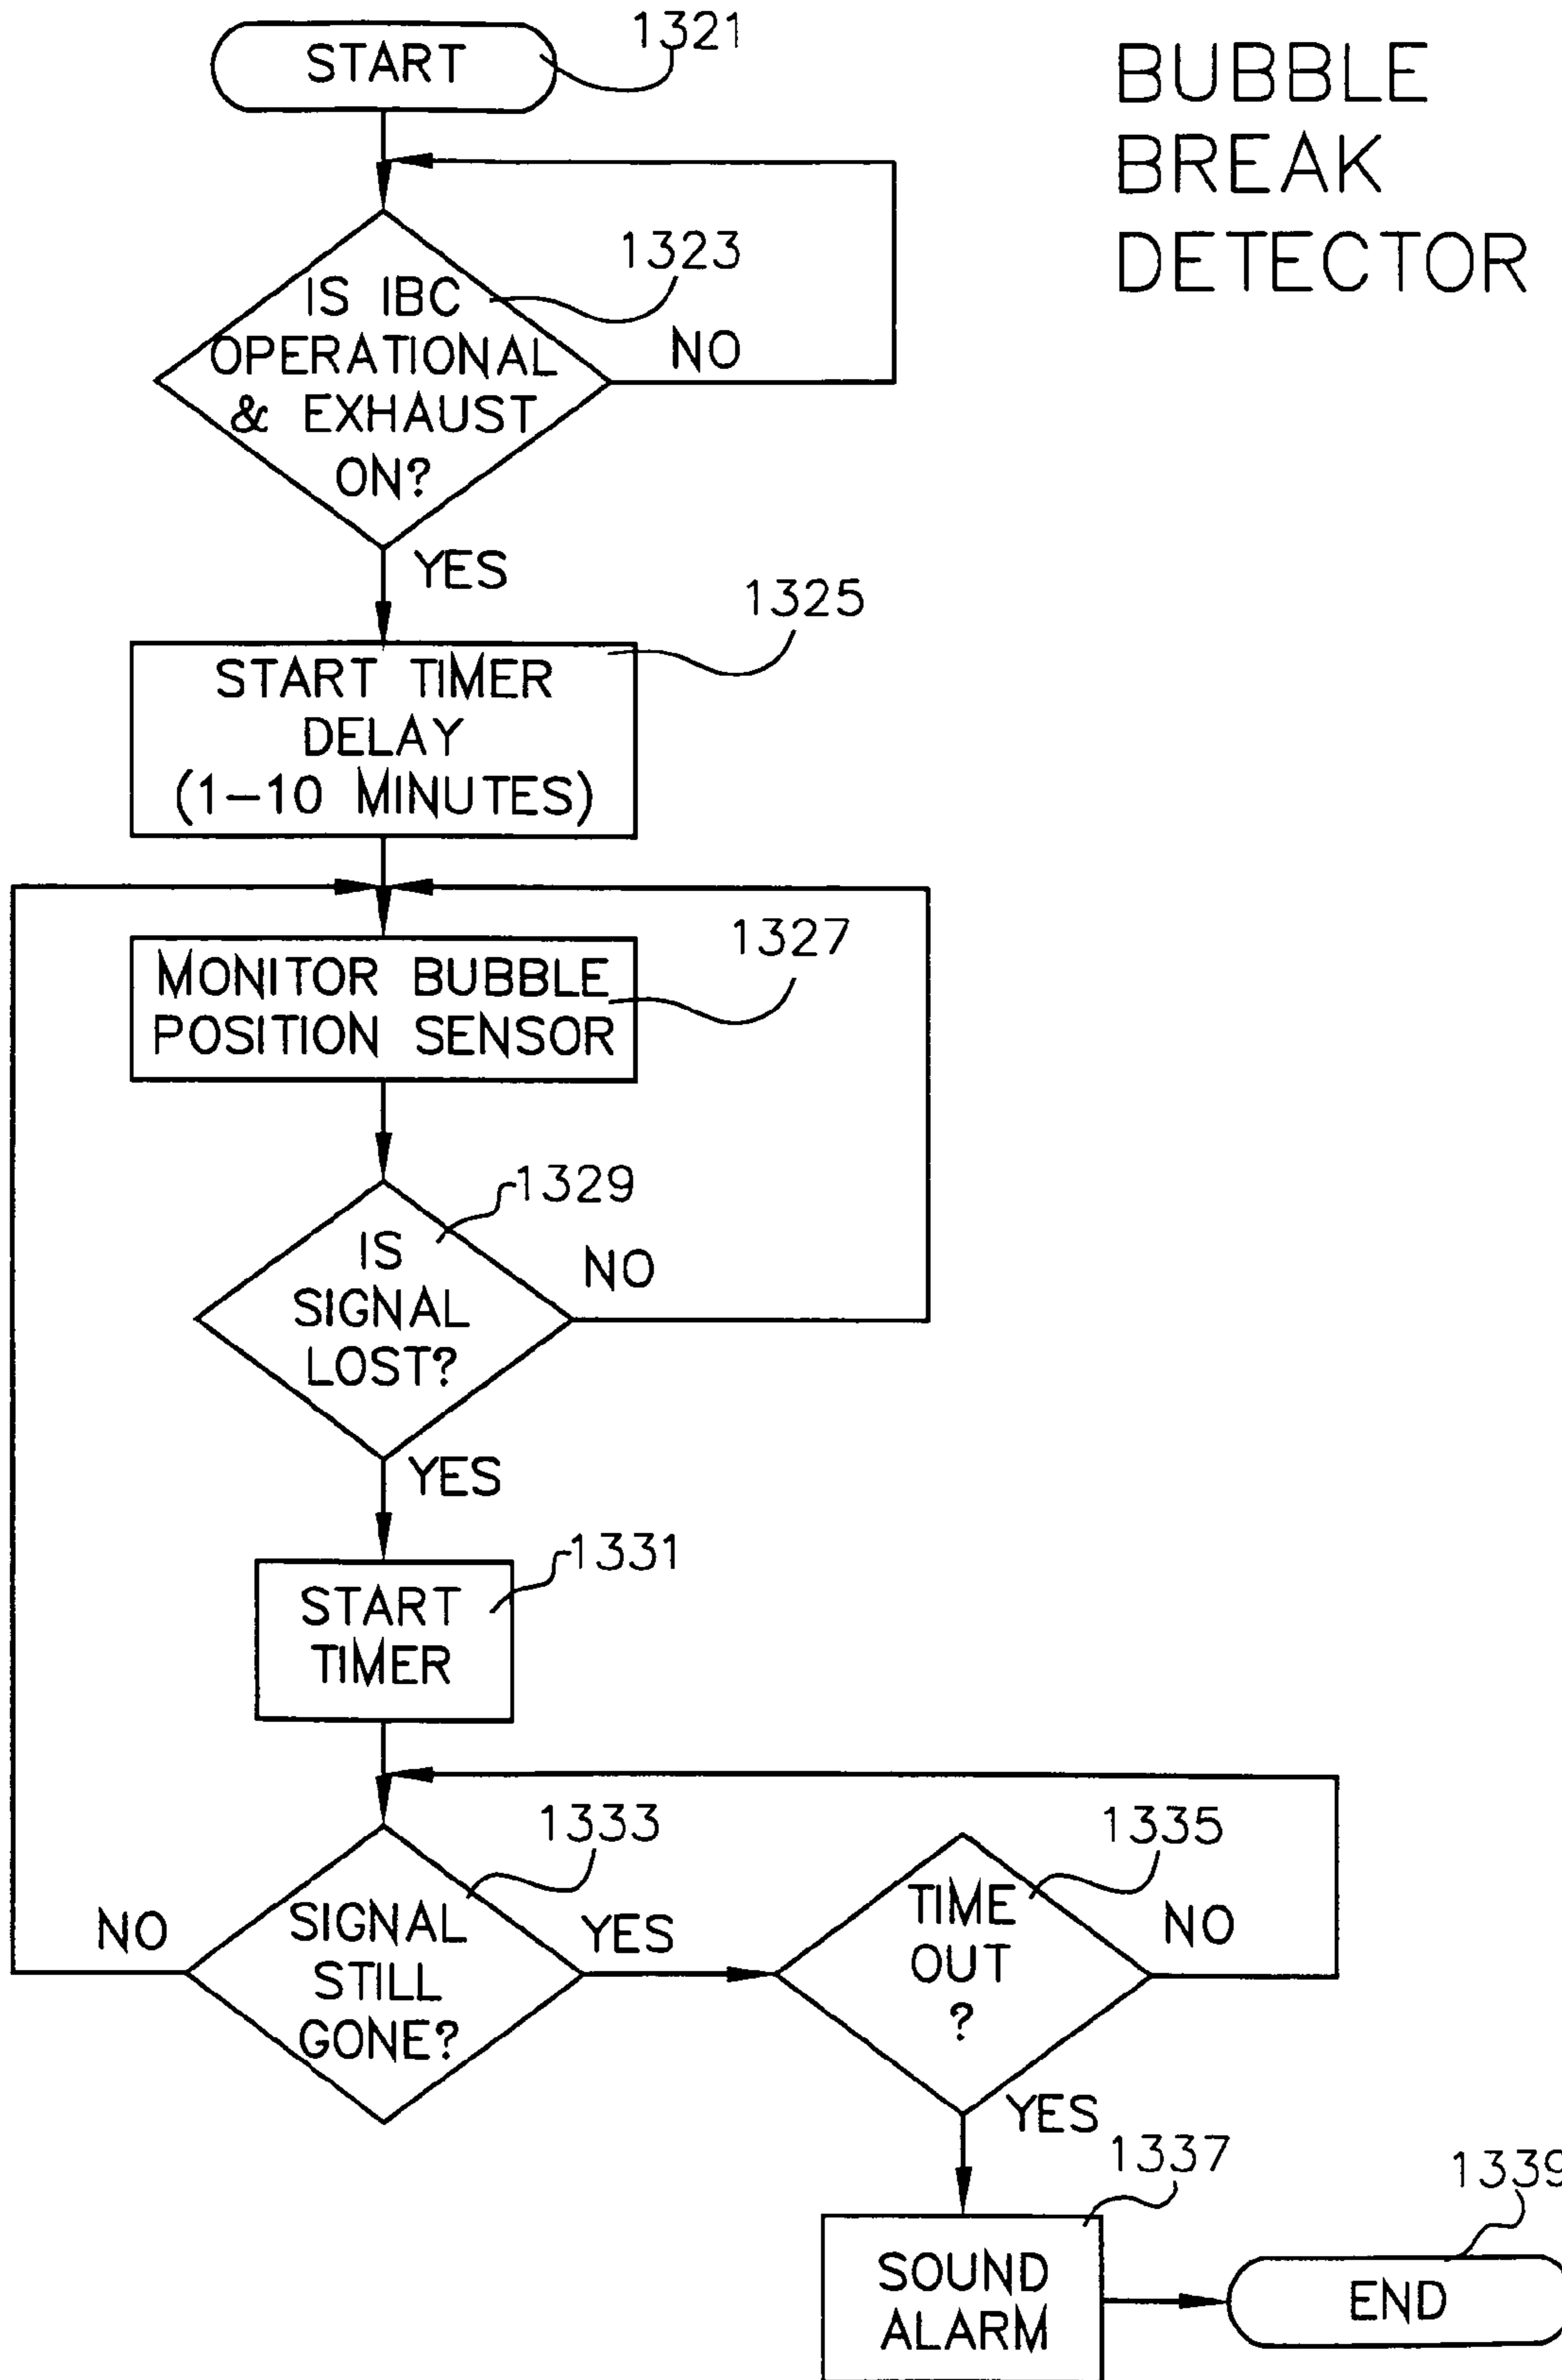 BUBBLE
BREAK
DETECTOR
START
1321
IS IBC
OPERATIONAL
& EXHAUST
ON?
1323
NO
YES
START TIMER
DELAY
(1-10 MINUTES)
1325
MONITOR BUBBLE
POSITION SENSOR
1327
IS
SIGNAL
LOST?
1329
NO
YES
START
TIMER
1331
SIGNAL
STILL
GONE?
1333
NO
YES
TIME
OUT
?
1335
NO
YES
SOUND
ALARM
1337
END
1339